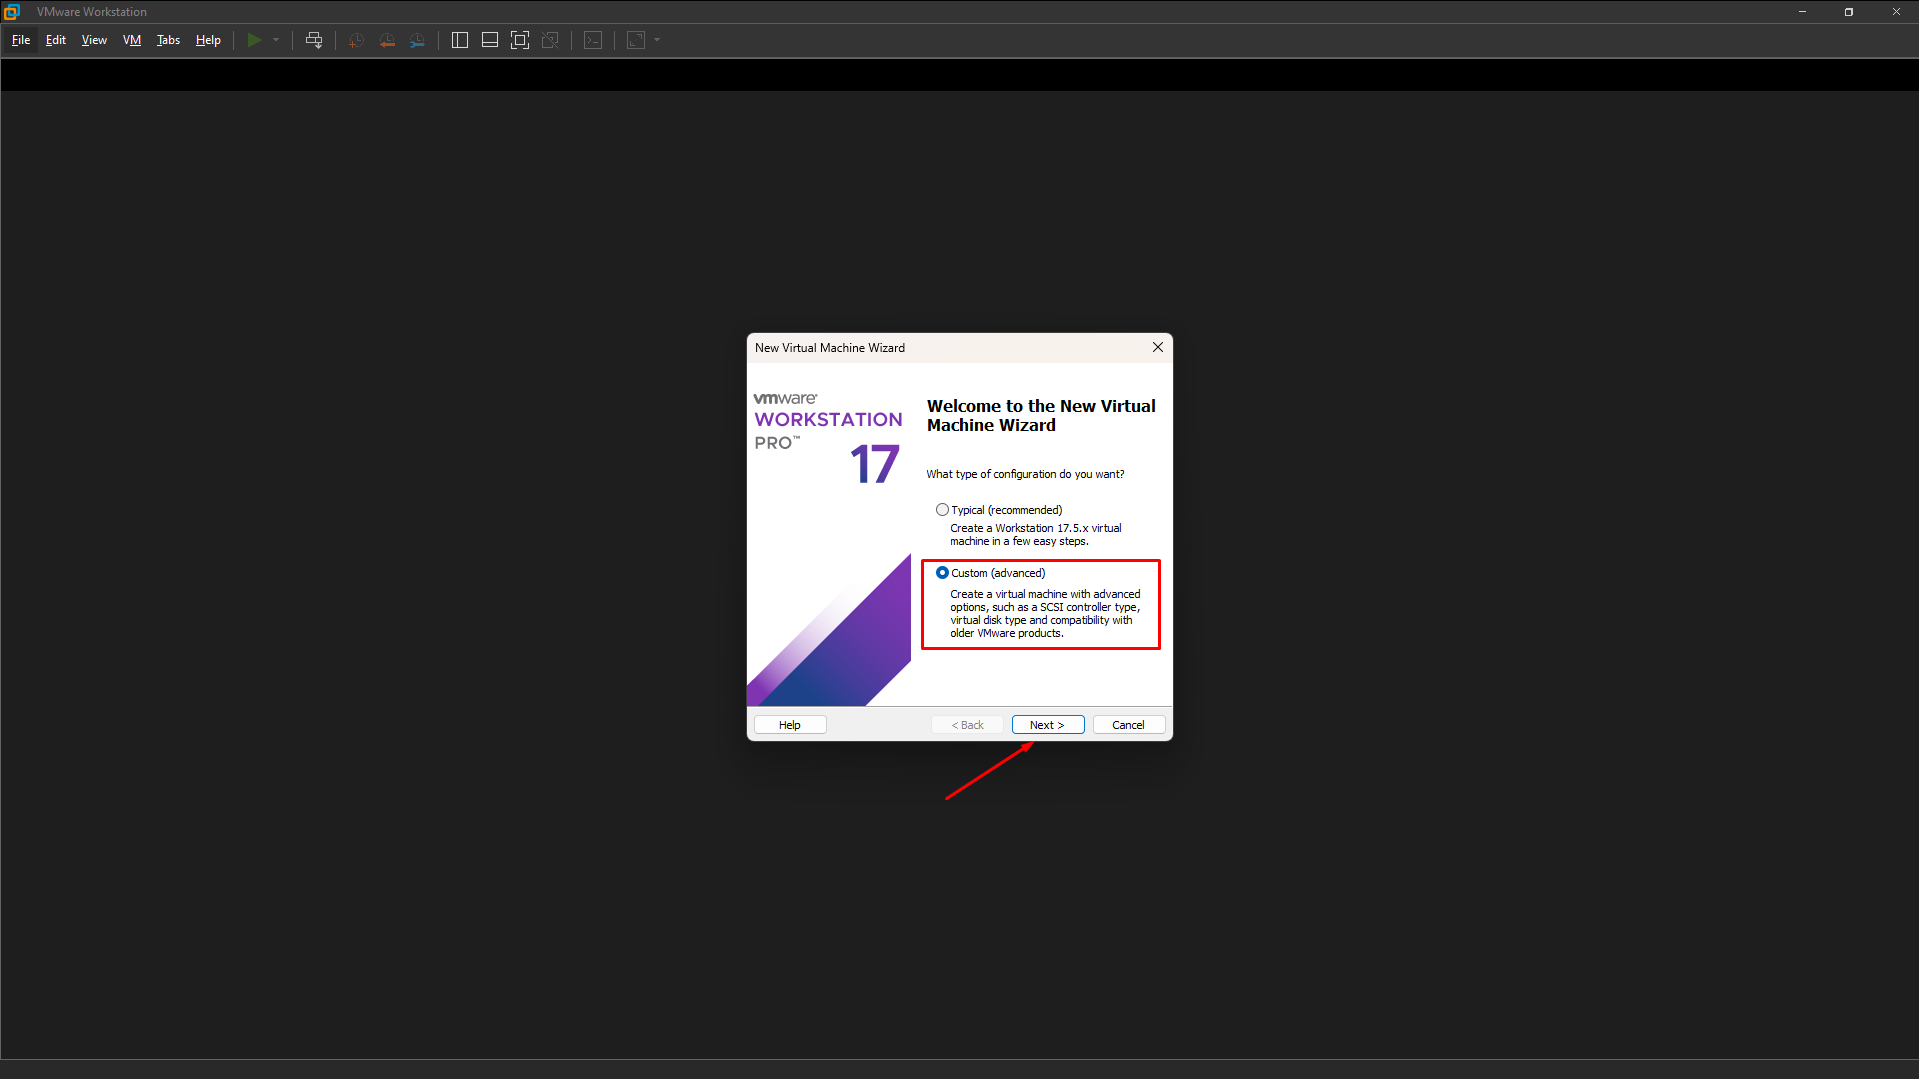 VMware Workstation
File Edit View VM Tabs Help
New Virtual Machine Wizard
vmware®
WORKSTATION
PRO™
17
Welcome to the New Virtual
Machine Wizard
What type of configuration do you want?
Typical (recommended)
Create a Workstation 17.5.x virtual
machine in a few easy steps.
Custom (advanced)
Create a virtual machine with advanced
options, such as a SCSI controller type,
virtual disk type and compatibility with
older VMware products.
Help < Back Next > Cancel